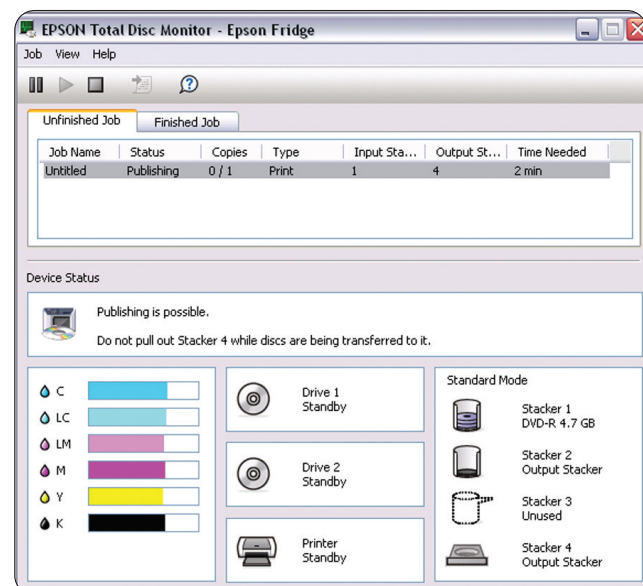 EPSON Total Disc Monitor - Epson Fridge
Job View Help
Unfinished Job Finished Job
Job Name Status Copies Type Input Sta... Output St... Time Needed
Untitled Publishing 0 / 1 Print 1 4 2 min
Device Status
Publishing is possible.
Do not pull out Stacker 4 while discs are being transferred to it.
C
LC
LM
M
Y
K
Drive 1
Standby
Drive 2
Standby
Printer
Standby
Standard Mode
Stacker 1
DVD-R 4.7 GB
Stacker 2
Output Stacker
Stacker 3
Unused
Stacker 4
Output Stacker